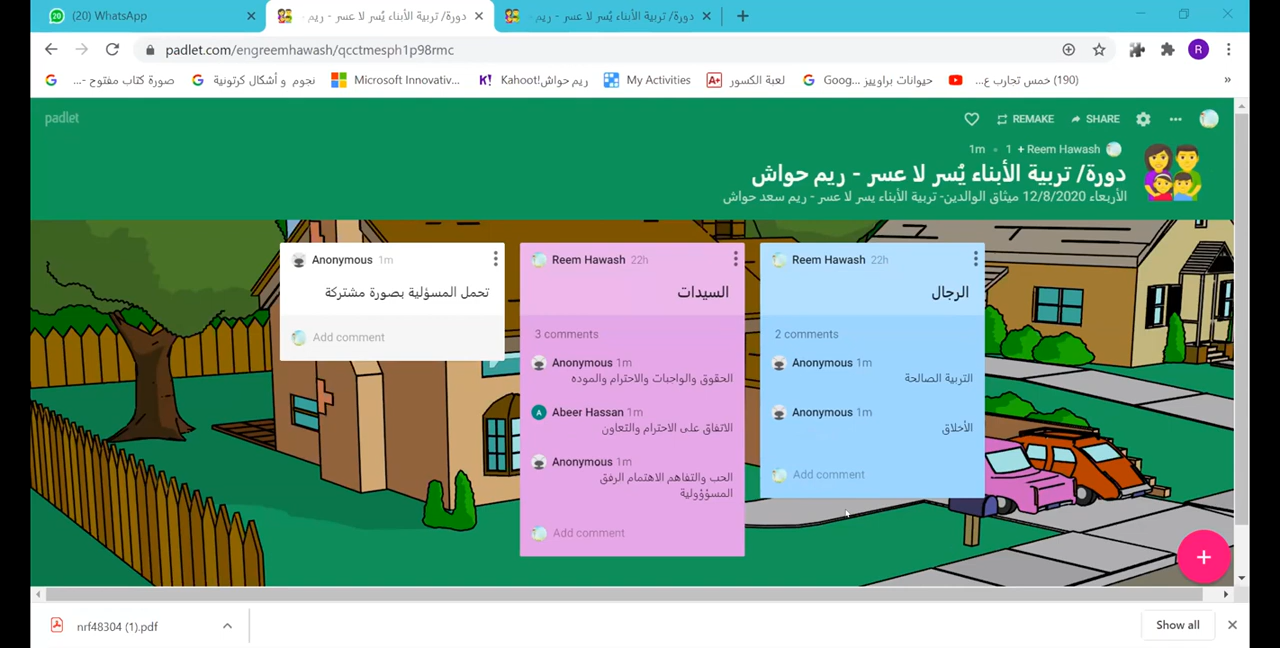 (20) WhatsApp
دورة/ تربية الأبناء يُسر لا عسر - ريم
دورة/ تربية الأبناء يُسر لا عسر - ريم
padlet.com/engreemhawash/qcctmesph1p98rmc
R
صورة كتاب مفتوح -...
نجوم و أشكال كرتونية
Microsoft Innovativ...
K! Kahoot!ريم حواش
My Activities
A+ لعبة الكسور
حيوانات براوييز - Goog...
(190) خمس تجارب ع...
padlet
REMAKE
SHARE
1m • 1 + Reem Hawash
دورة/ تربية الأبناء يُسر لا عسر - ريم حواش
الأربعاء 12/8/2020 ميثاق الوالدين- تربية الأبناء يسر لا عسر - ريم سعد حواش
Anonymous 1m
تحمل المسؤلية بصورة مشتركة
Add comment
Reem Hawash 22h
السيدات
3 comments
Anonymous 1m
الحقوق والواجبات والاحترام والموده
A Abeer Hassan 1m
الاتفاق على الاحترام والتعاون
Anonymous 1m
الحب والتفاهم الاهتمام الرفق
المسؤوولية
Add comment
Reem Hawash 22h
الرجال
2 comments
Anonymous 1m
التربية الصالحة
Anonymous 1m
الأخلاق
Add comment
nrf48304 (1).pdf
Show all